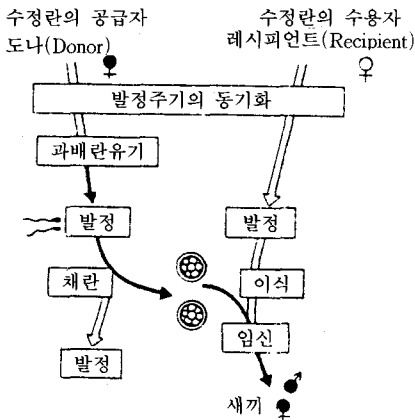 수정란의 공급자
도나(Donor)
수정란의 수용자
레시피언트(Recipient)
발정주기의 동기화
과배란유기
발정
발정
채란
이식
임신
발정
새끼